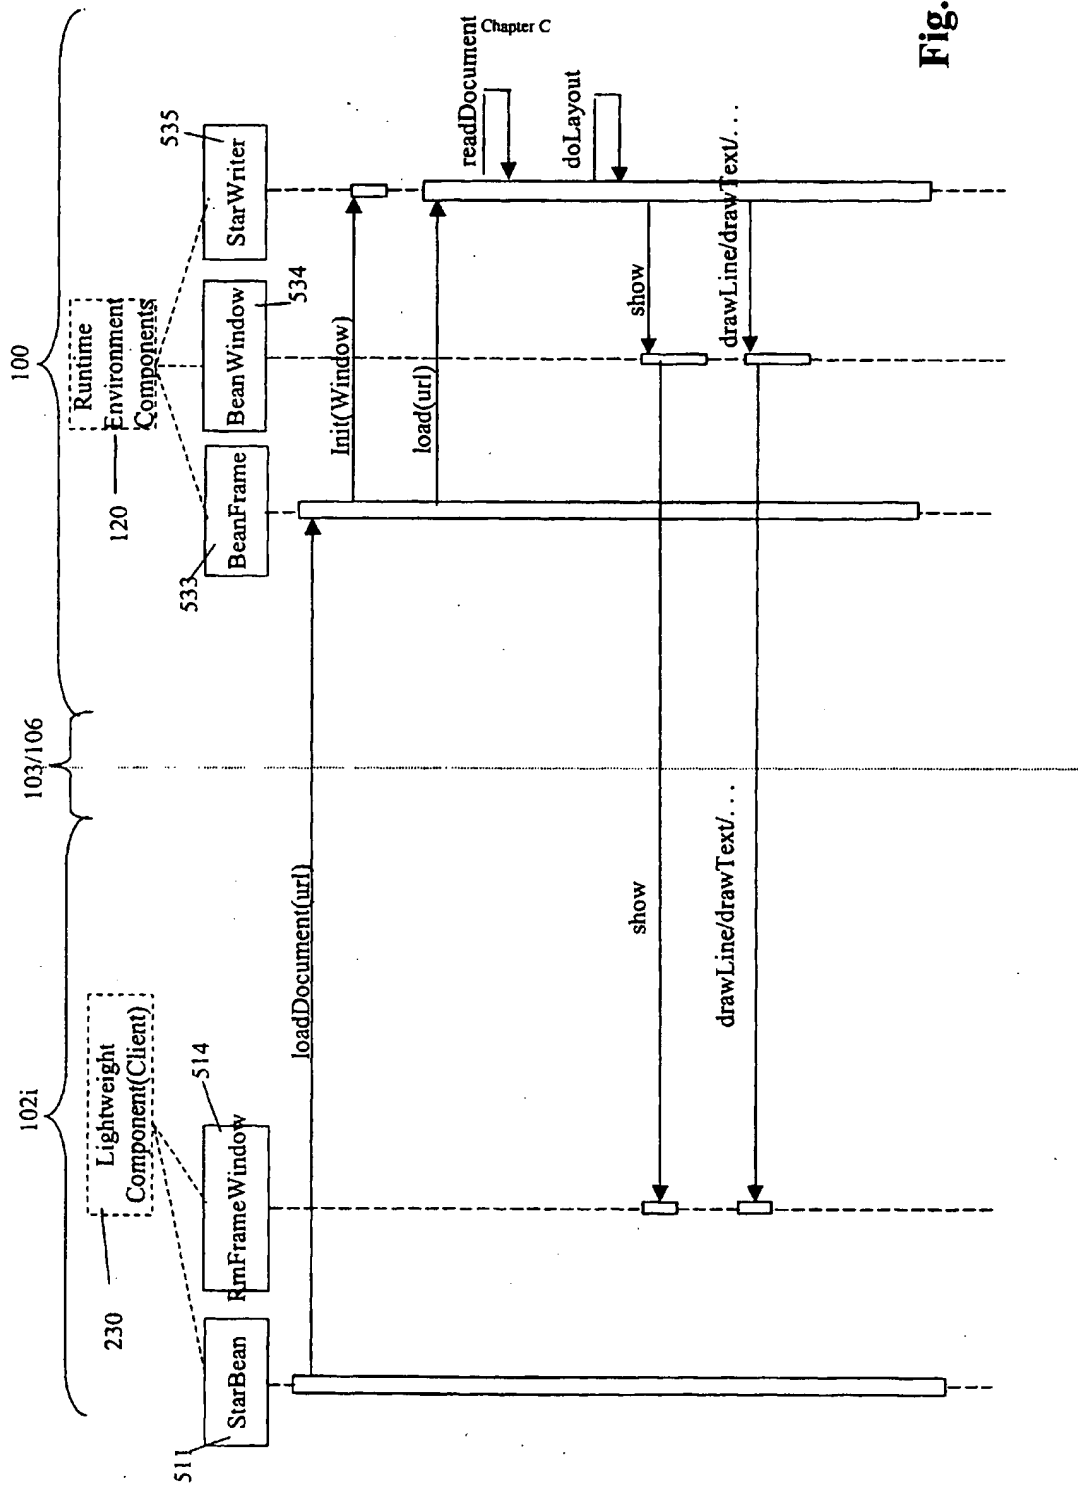 102i
103/106
100
Lightweight
Component(Client)
230
Runtime
Environment
Components
120
511
StarBean
514
RmFrameWindow
533
BeanFrame
BeanWindow
534
535
StarWriter
loadDocument(url)
Init(Window)
load(url)
readDocument
Chapter C
doLayout
show
show
drawLine/drawText/...
drawLine/drawText/...
Fig.